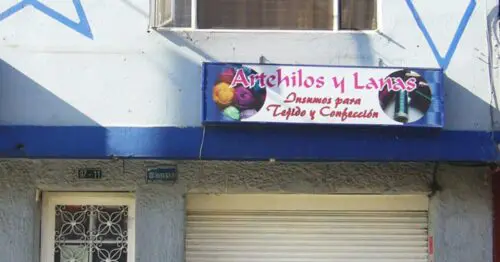 Artehilos y Lanas
Insumos para
Tejido y Confección